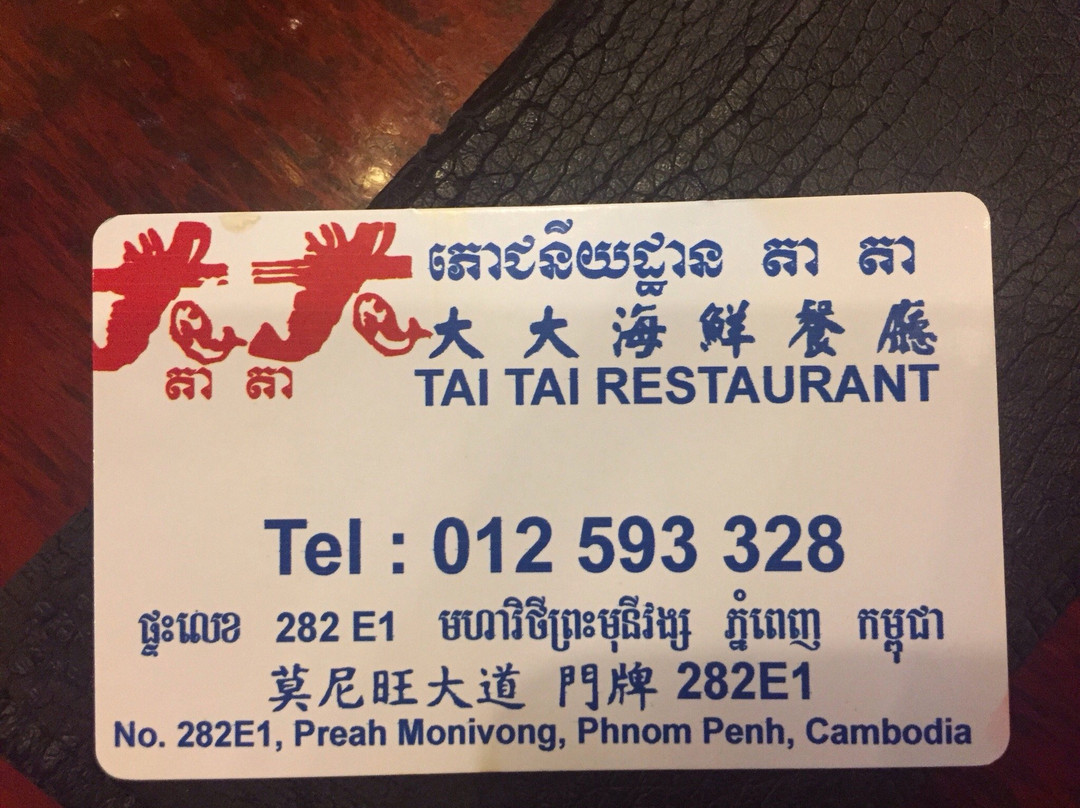 ភោជនីយដ្ឋាន តា តា
大大海鮮餐廳
TAI TAI RESTAURANT
តា តា
Tel : 012 593 328
ផ្ទះលេខ 282 E1 មហាវិថីព្រះមុនីវង្ស ភ្នំពេញ កម្ពុជា
莫尼旺大道 門牌 282E1
No. 282E1, Preah Monivong, Phnom Penh, Cambodia